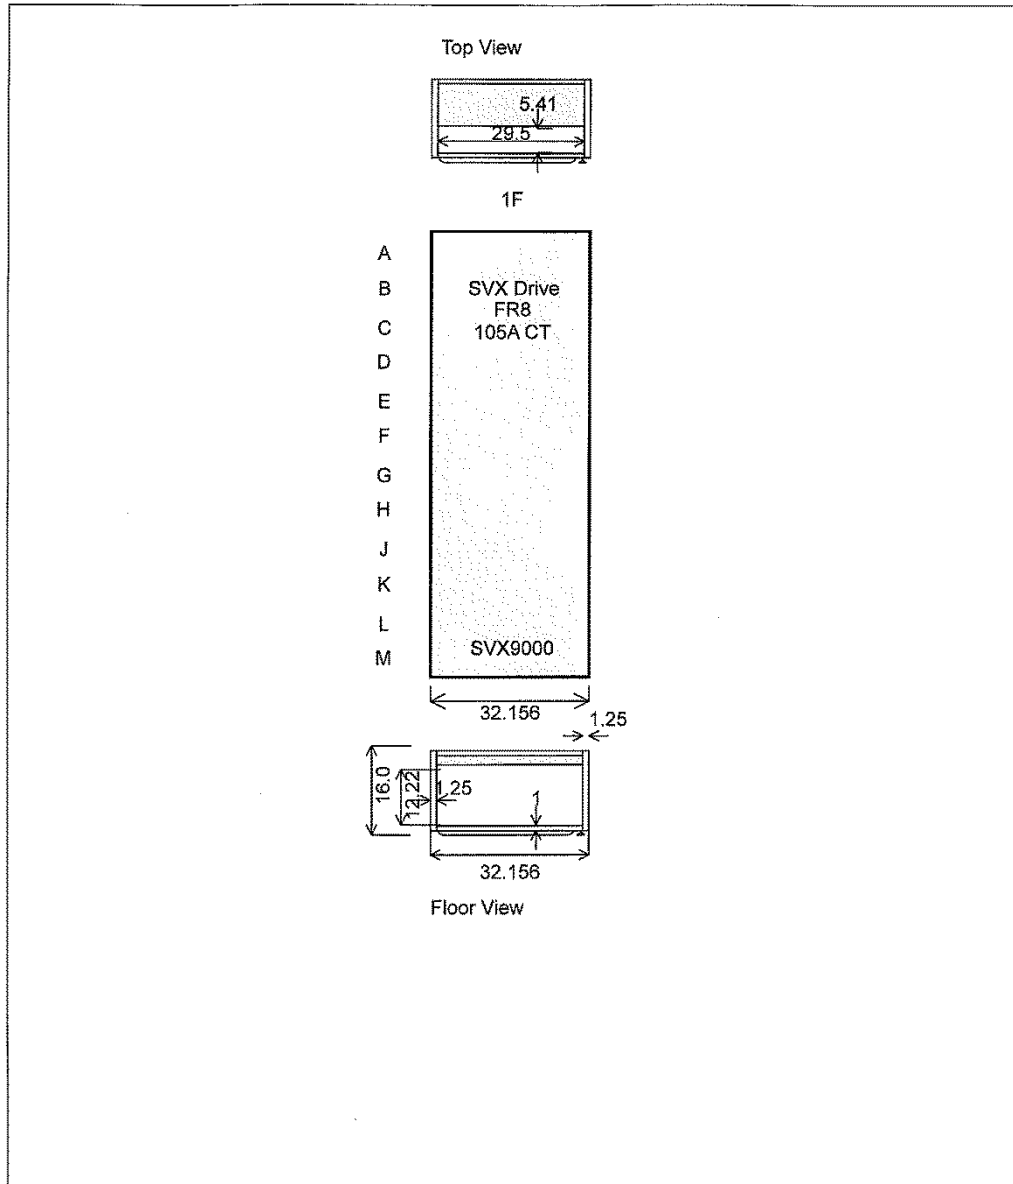 Top View
5.41
29.5
1F
A
B
SVX Drive
FR8
C
105A CT
D
E
F
G
H
J
K
L
SVX9000
M
32.156
1.25
16.0
12.22
1.25
1
32.156
Floor View